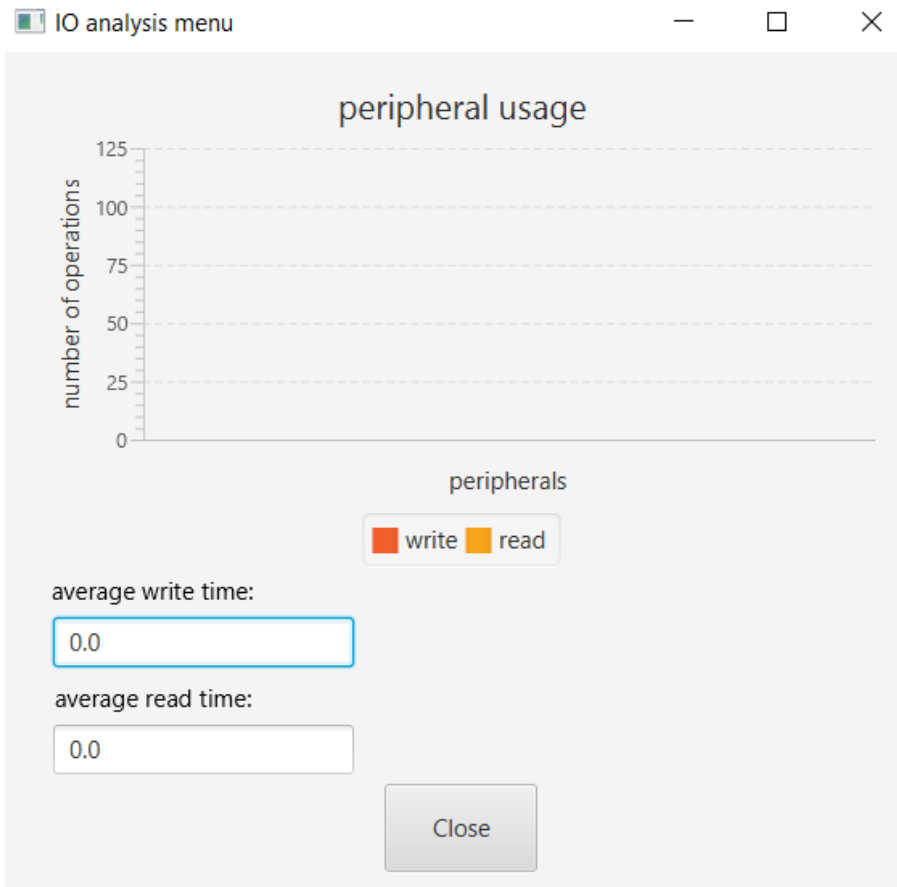 IO analysis menu
peripheral usage
125
100
75
50
25
0
number of operations
peripherals
write read
average write time:
0.0
average read time:
0.0
Close